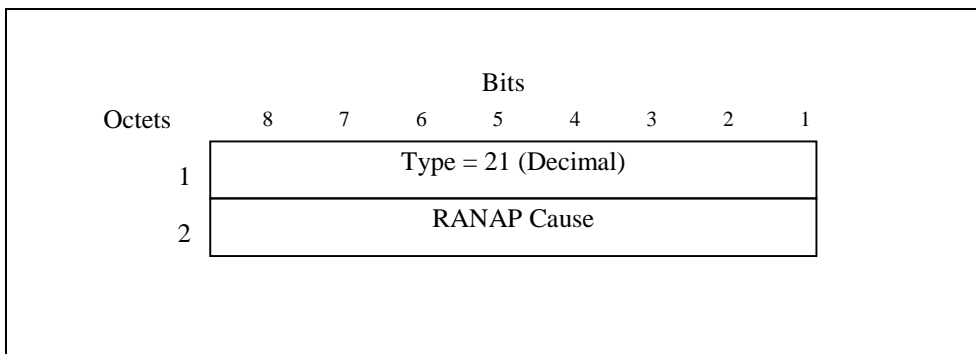 Bits
Octets 8 7 6 5 4 3 2 1
1 Type = 21 (Decimal)
2 RANAP Cause